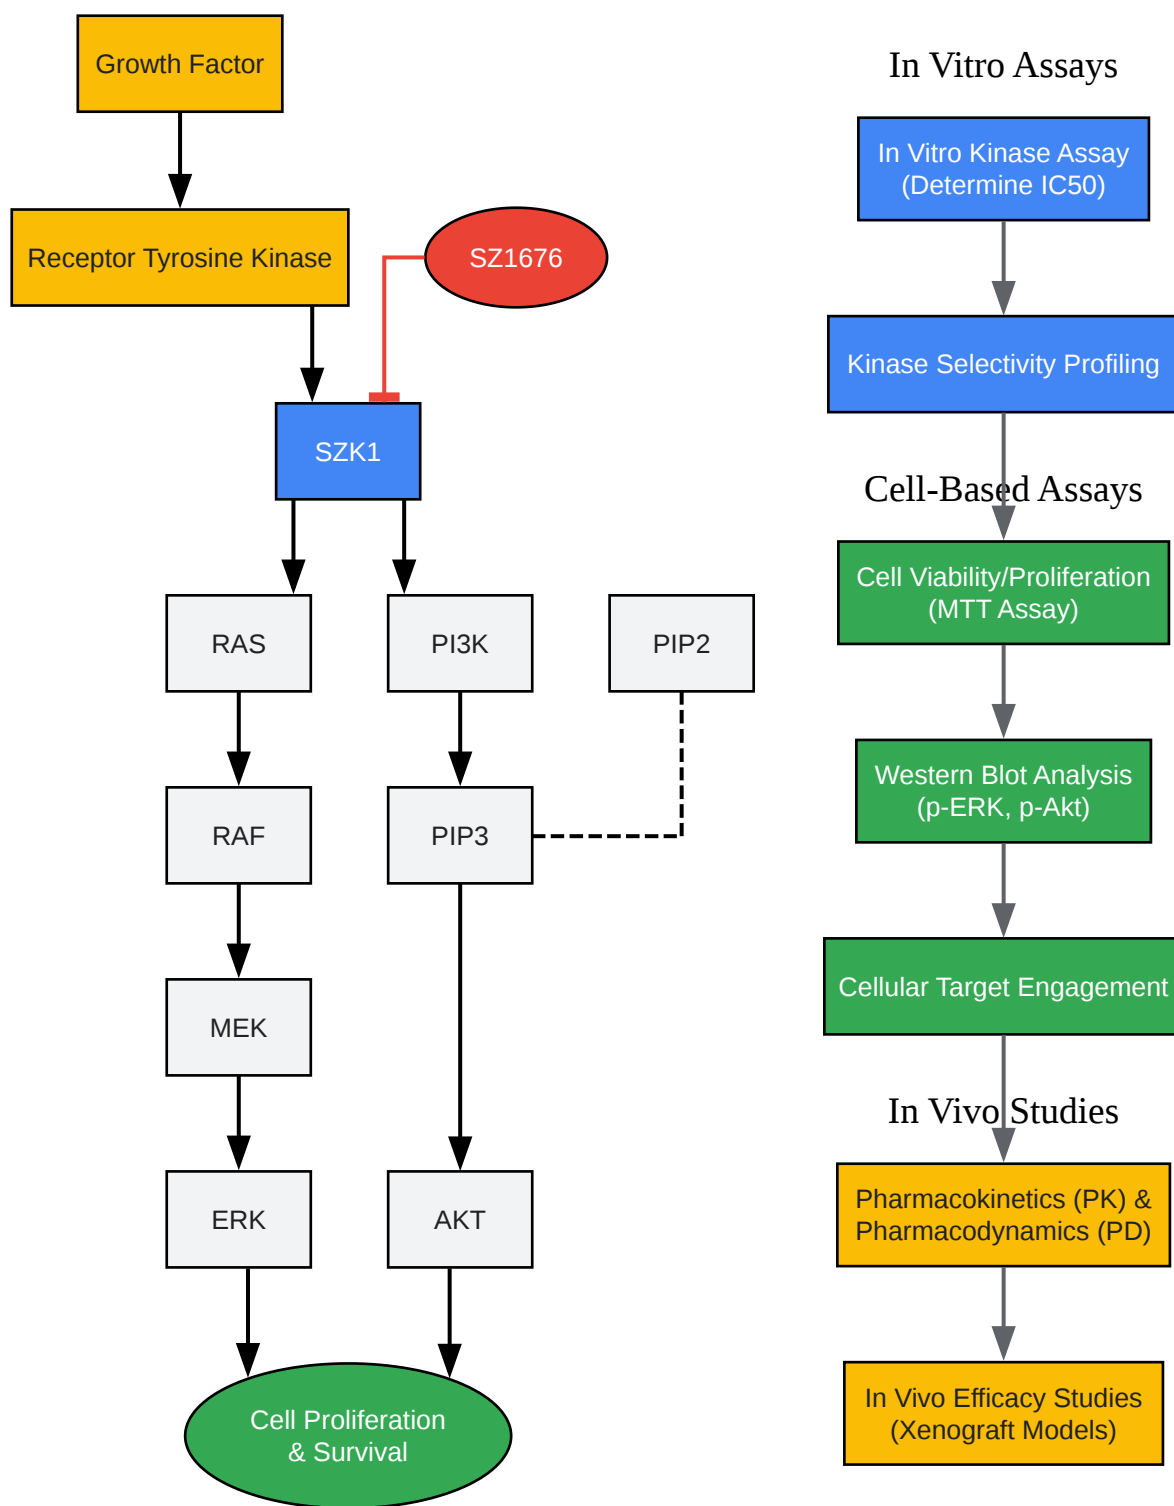 Growth Factor
Receptor Tyrosine Kinase
SZ1676
SZK1
RAS
PI3K
PIP2
RAF
PIP3
MEK
ERK
AKT
Cell Proliferation
& Survival
In Vitro Assays
In Vitro Kinase Assay
(Determine IC50)
Kinase Selectivity Profiling
Cell-Based Assays
Cell Viability/Proliferation
(MTT Assay)
Western Blot Analysis
(p-ERK, p-Akt)
Cellular Target Engagement
In Vivo Studies
Pharmacokinetics (PK) &
Pharmacodynamics (PD)
In Vivo Efficacy Studies
(Xenograft Models)